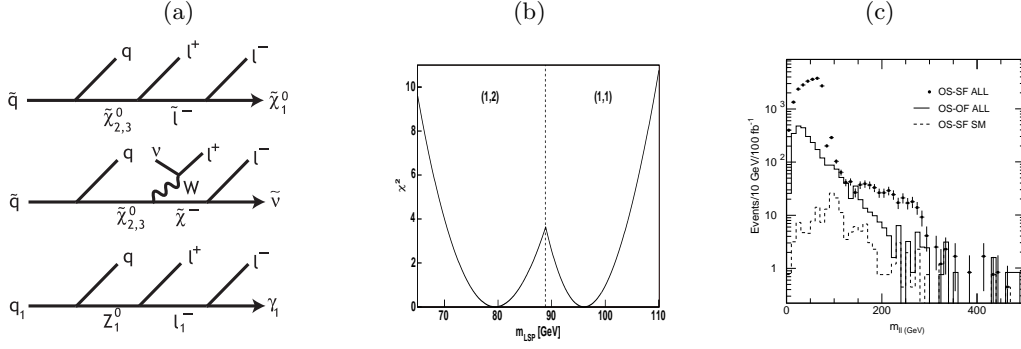 (a)
q
l⁺
l⁻
q̃
χ̃⁰₂,₃
l̃⁻
χ̃⁰₁
q
ν
l⁺
l⁻
W
q̃
χ̃⁰₂,₃
χ̃⁻
ν̃
q
l⁺
l⁻
q₁
Z⁰₁
l⁻₁
γ₁
(b)
(1,2)
(1,1)
χ²
10
8
6
4
2
0
70
80
90
100
110
m_LSP [GeV]
(c)
OS-SF ALL
OS-OF ALL
OS-SF SM
Events/10 GeV/100 fb⁻¹
10³
10²
10
1
0
200
400
m_ll (GeV)